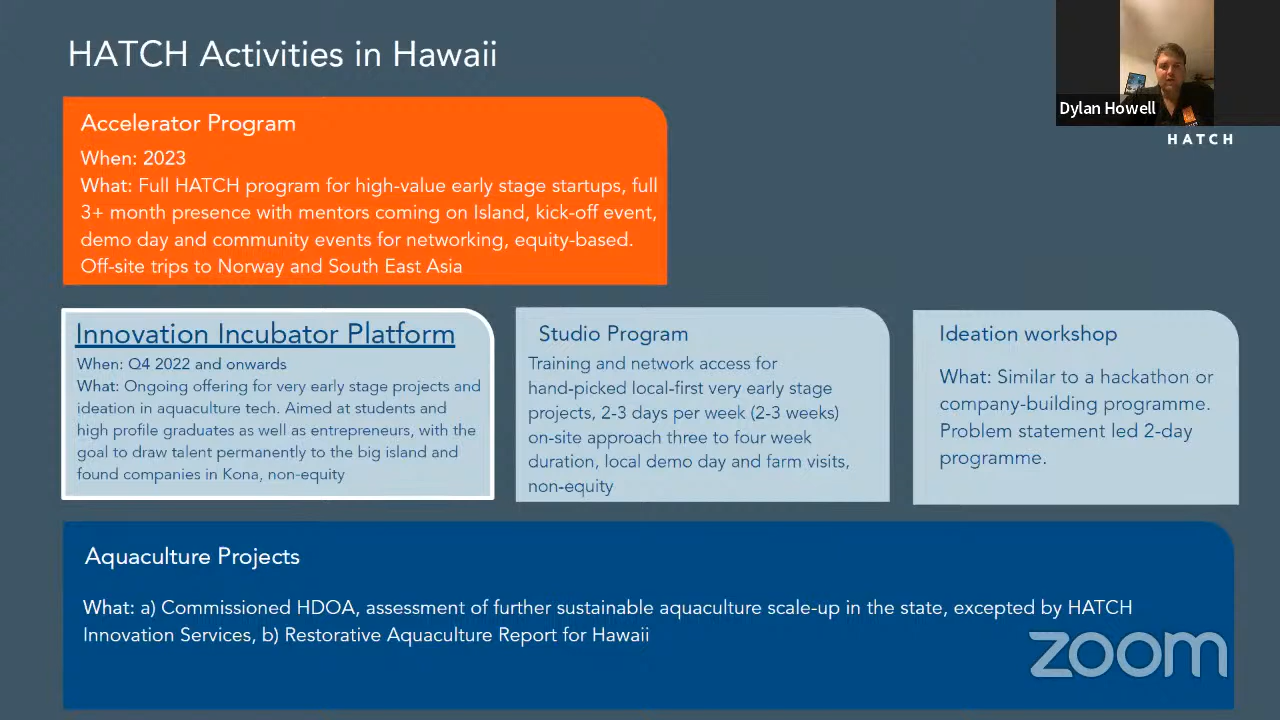 HATCH Activities in Hawaii
Dylan Howell
HATCH
Accelerator Program
When: 2023
What: Full HATCH program for high-value early stage startups, full
3+ month presence with mentors coming on Island, kick-off event,
demo day and community events for networking, equity-based.
Off-site trips to Norway and South East Asia
Innovation Incubator Platform
When: Q4 2022 and onwards
What: Ongoing offering for very early stage projects and
ideation in aquaculture tech. Aimed at students and
high profile graduates as well as entrepreneurs, with the
goal to draw talent permanently to the big island and
found companies in Kona, non-equity
Studio Program
Training and network access for
hand-picked local-first very early stage
projects, 2-3 days per week (2-3 weeks)
on-site approach three to four week
duration, local demo day and farm visits,
non-equity
Ideation workshop
What: Similar to a hackathon or
company-building programme.
Problem statement led 2-day
programme.
Aquaculture Projects
What: a) Commissioned HDOA, assessment of further sustainable aquaculture scale-up in the state, excepted by HATCH
Innovation Services, b) Restorative Aquaculture Report for Hawaii
zoom